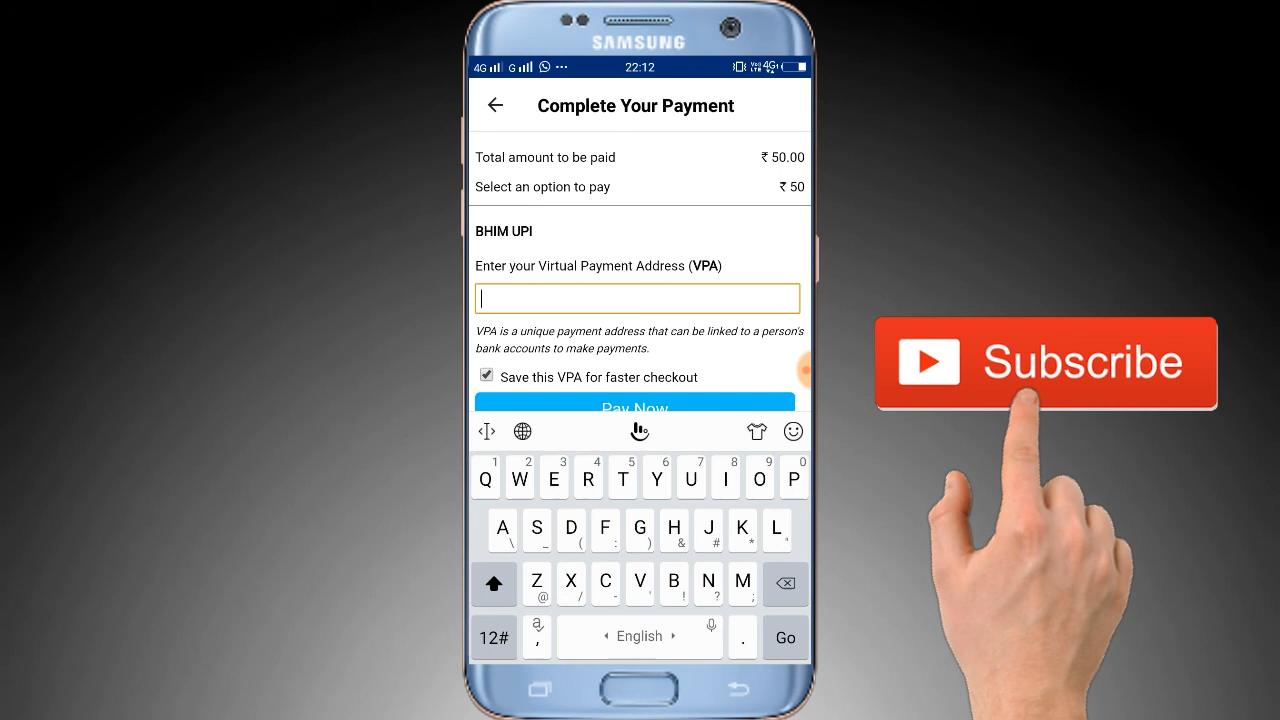 SAMSUNG
4G G 22:12 4G
Complete Your Payment
Total amount to be paid ₹ 50.00
Select an option to pay ₹ 50
BHIM UPI
Enter your Virtual Payment Address (VPA)
VPA is a unique payment address that can be linked to a person's
bank accounts to make payments.
Save this VPA for faster checkout
Pay Now
Subscribe
1 2 3 4 5 6 7 8 9 0
Q W E R T Y U I O P
A S D F G H J K L
\ _ ( : ) & # * "
Z X C V B N M
@ / - ' ! ? ;
12# , English . Go